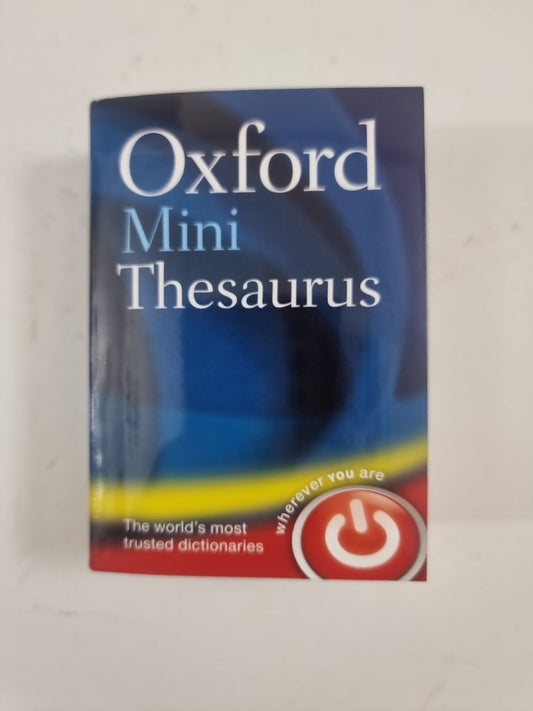 Oxford
Mini
Thesaurus
wherever YOU are
The world's most
trusted dictionaries